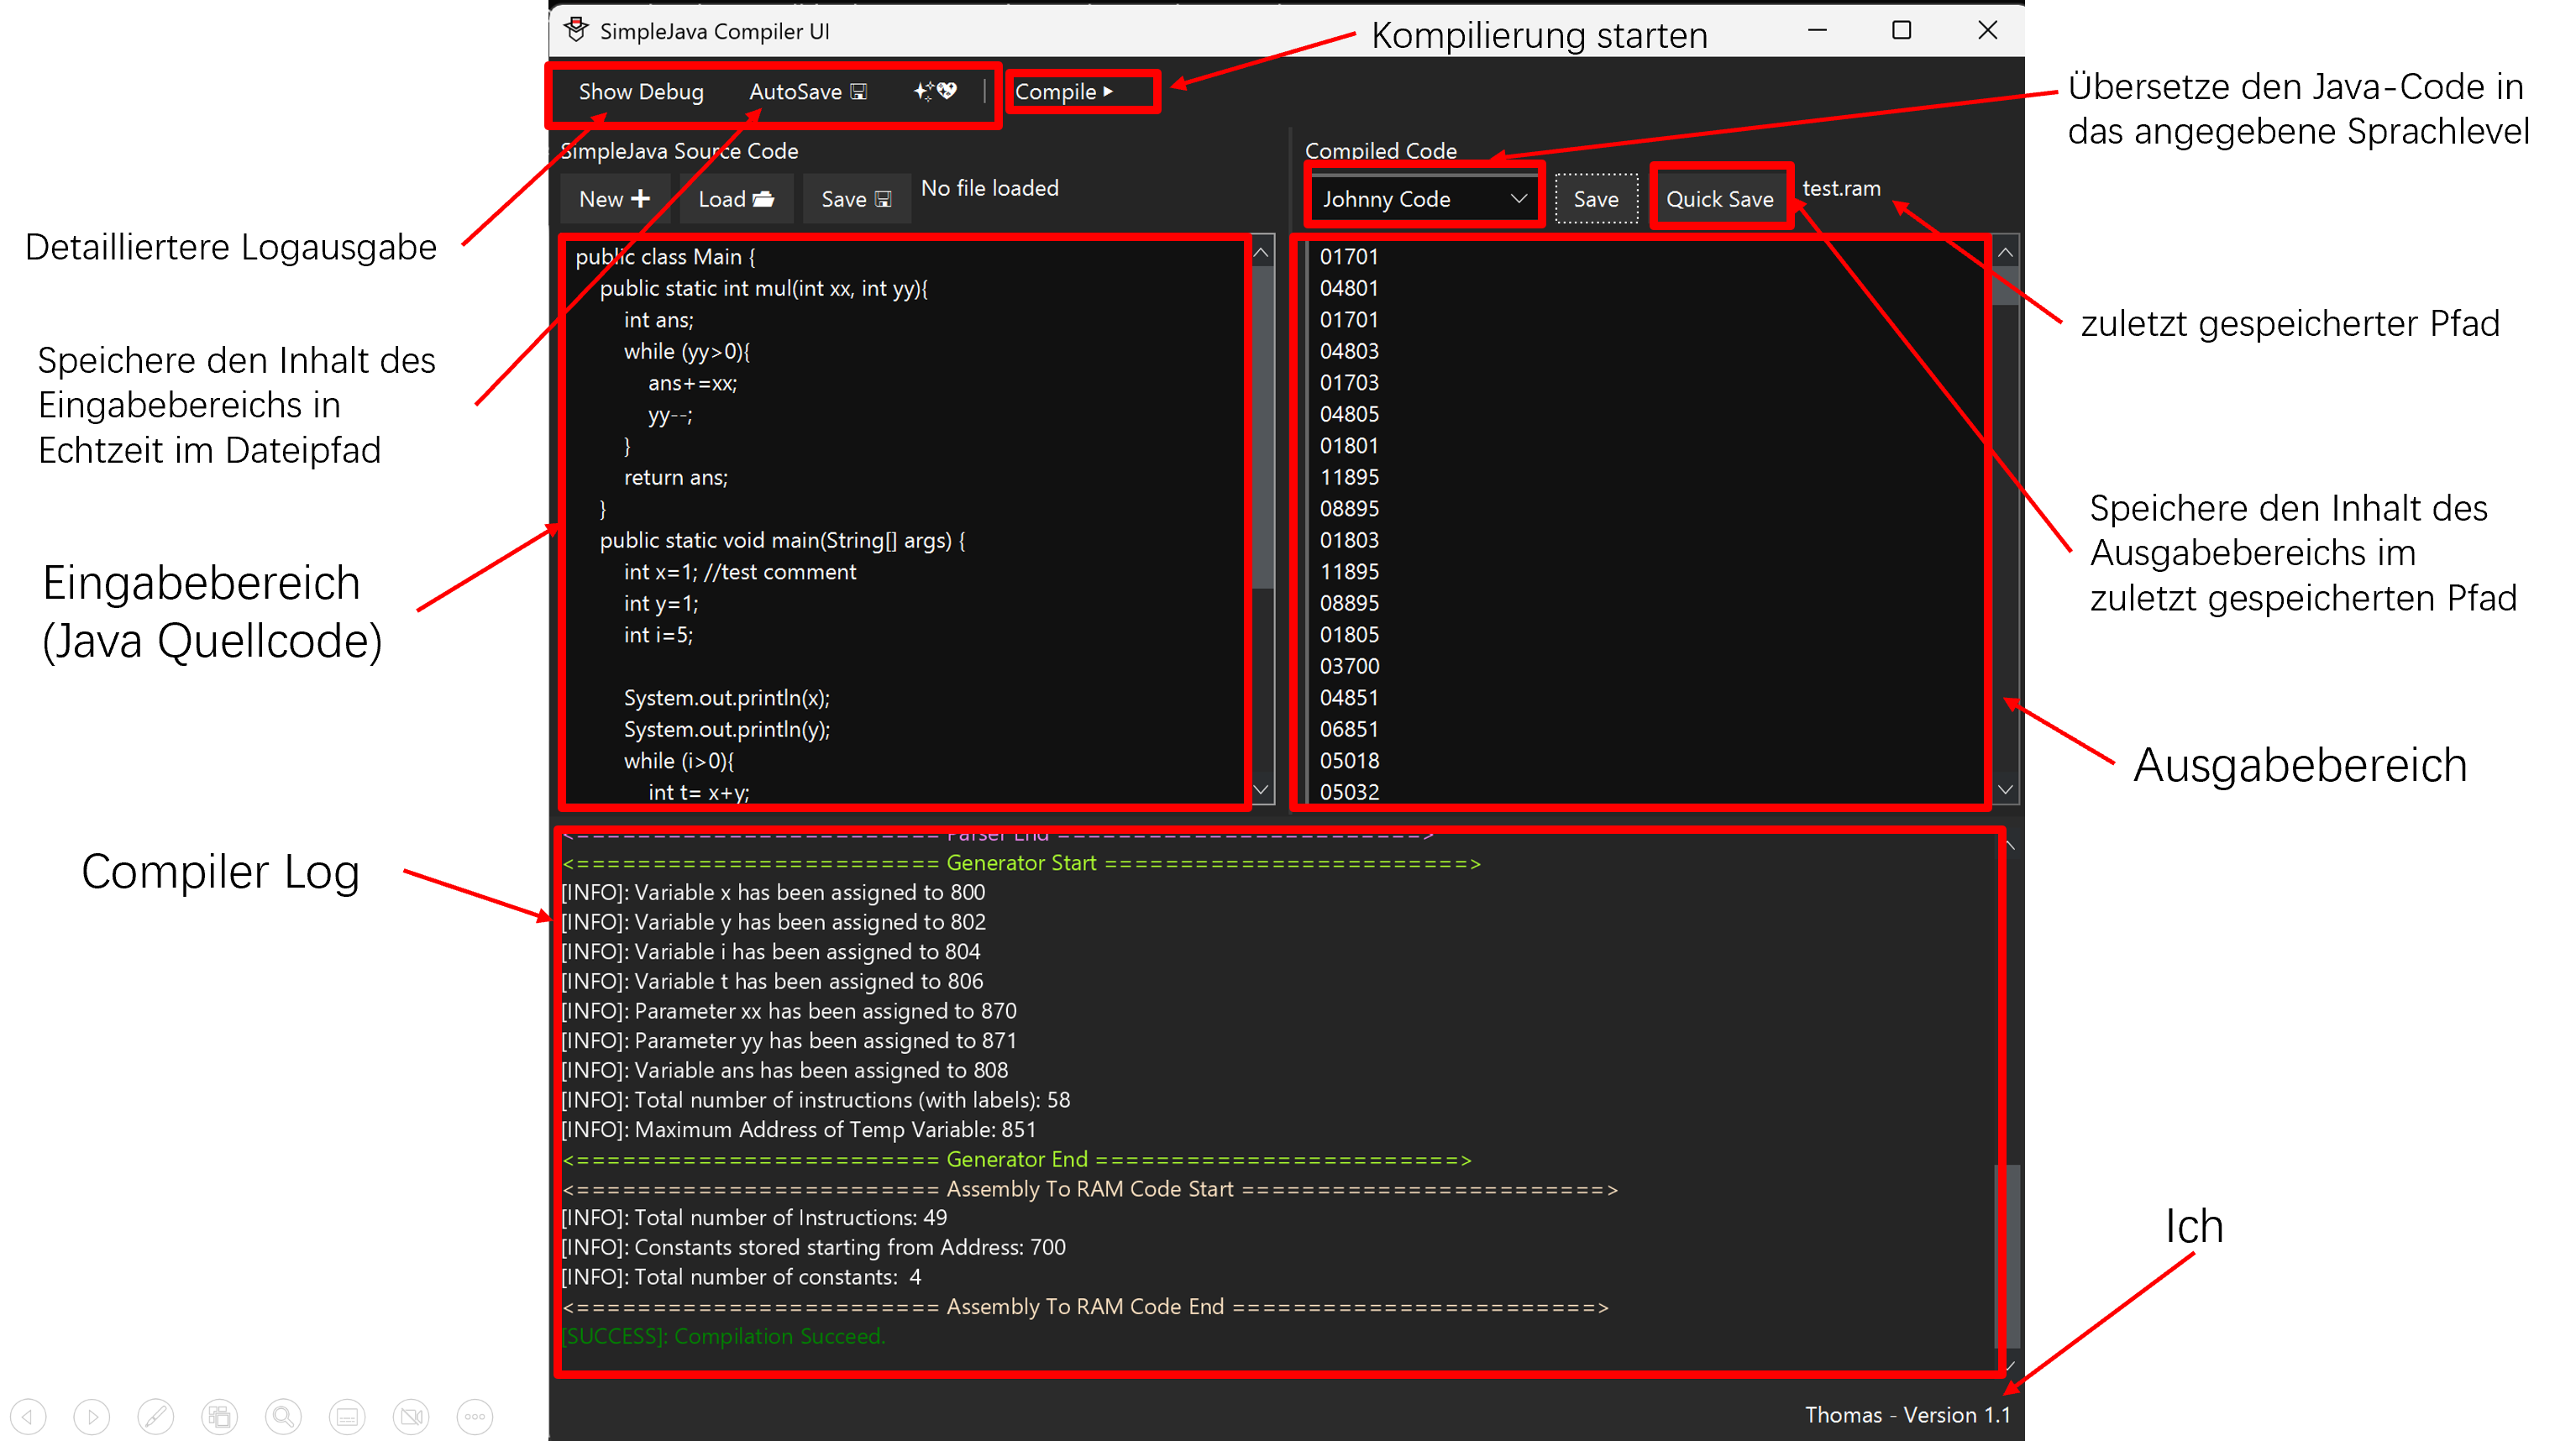 SimpleJava Compiler UI
Kompilierung starten
Show Debug AutoSave Compile
Übersetze den Java-Code in
das angegebene Sprachlevel
SimpleJava Source Code
Compiled Code
New Load Save No file loaded
Johnny Code Save Quick Save test.ram
Detailliertere Logausgabe
Speichere den Inhalt des
Eingabebereichs in
Echtzeit im Dateipfad
Eingabebereich
(Java Quellcode)
public class Main {
public static int mul(int xx, int yy){
int ans;
while (yy>0){
ans+=xx;
yy--;
}
return ans;
}
public static void main(String[] args) {
int x=1; //test comment
int y=1;
int i=5;
System.out.println(x);
System.out.println(y);
while (i>0){
int t= x+y;
01701
04801
01701
04803
01703
04805
01801
11895
08895
01803
11895
08895
01805
03700
04851
06851
05018
05032
zuletzt gespeicherter Pfad
Speichere den Inhalt des
Ausgabebereichs im
zuletzt gespeicherten Pfad
Ausgabebereich
Compiler Log
<======================== Parser End ========================>
<======================== Generator Start ========================>
[INFO]: Variable x has been assigned to 800
[INFO]: Variable y has been assigned to 802
[INFO]: Variable i has been assigned to 804
[INFO]: Variable t has been assigned to 806
[INFO]: Parameter xx has been assigned to 870
[INFO]: Parameter yy has been assigned to 871
[INFO]: Variable ans has been assigned to 808
[INFO]: Total number of instructions (with labels): 58
[INFO]: Maximum Address of Temp Variable: 851
<======================== Generator End ========================>
<======================== Assembly To RAM Code Start ========================>
[INFO]: Total number of Instructions: 49
[INFO]: Constants stored starting from Address: 700
[INFO]: Total number of constants:  4
<======================== Assembly To RAM Code End ========================>
[SUCCESS]: Compilation Succeed.
Ich
Thomas - Version 1.1